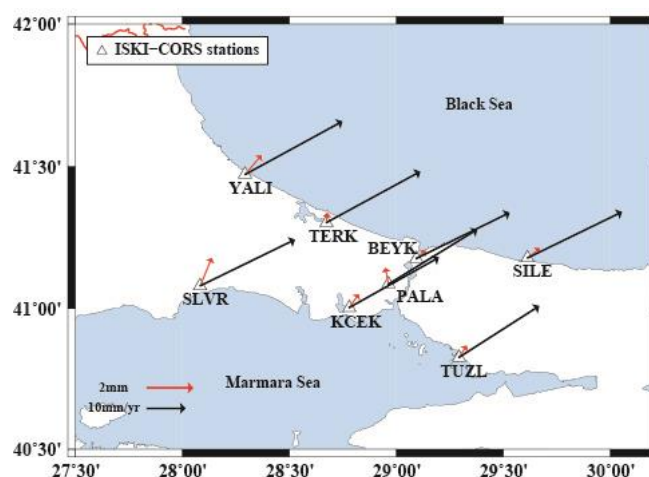 42°00'
△ ISKI−CORS stations
Black Sea
41°30'
YALI
TERK
BEYK
SILE
SLVR
PALA
41°00'
KCEK
TUZL
2mm
Marmara Sea
10mm/yr
40°30'
27°30' 28°00' 28°30' 29°00' 29°30' 30°00'